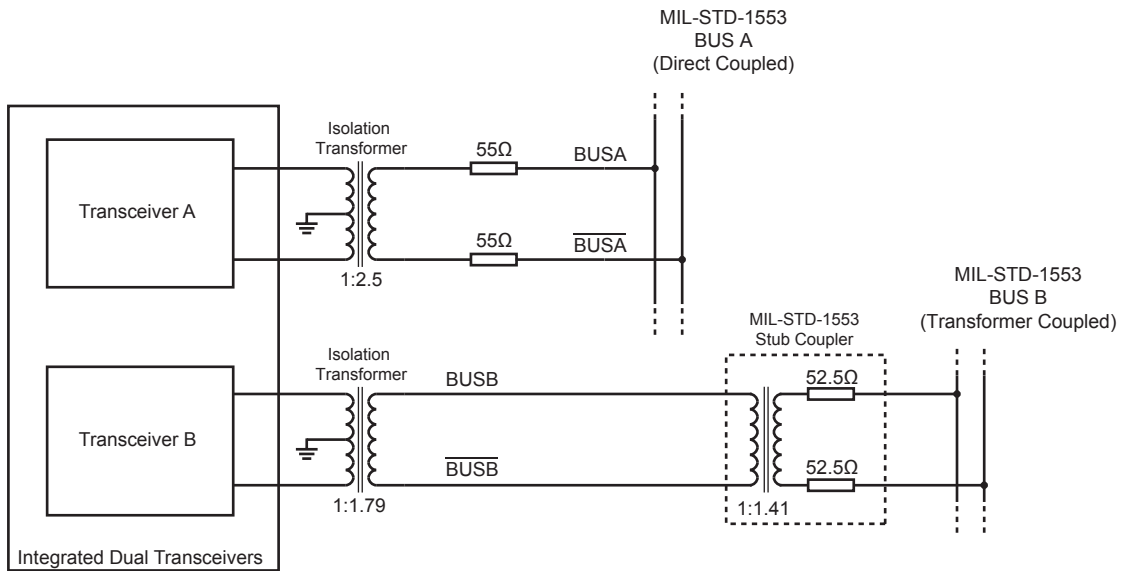 MIL-STD-1553
BUS A
(Direct Coupled)
Isolation
Transformer
55Ω
BUSA
Transceiver A
55Ω
BUSA
1:2.5
MIL-STD-1553
BUS B
(Transformer Coupled)
MIL-STD-1553
Stub Coupler
Isolation
Transformer
BUSB
52.5Ω
Transceiver B
BUSB
52.5Ω
1:1.79
1:1.41
Integrated Dual Transceivers